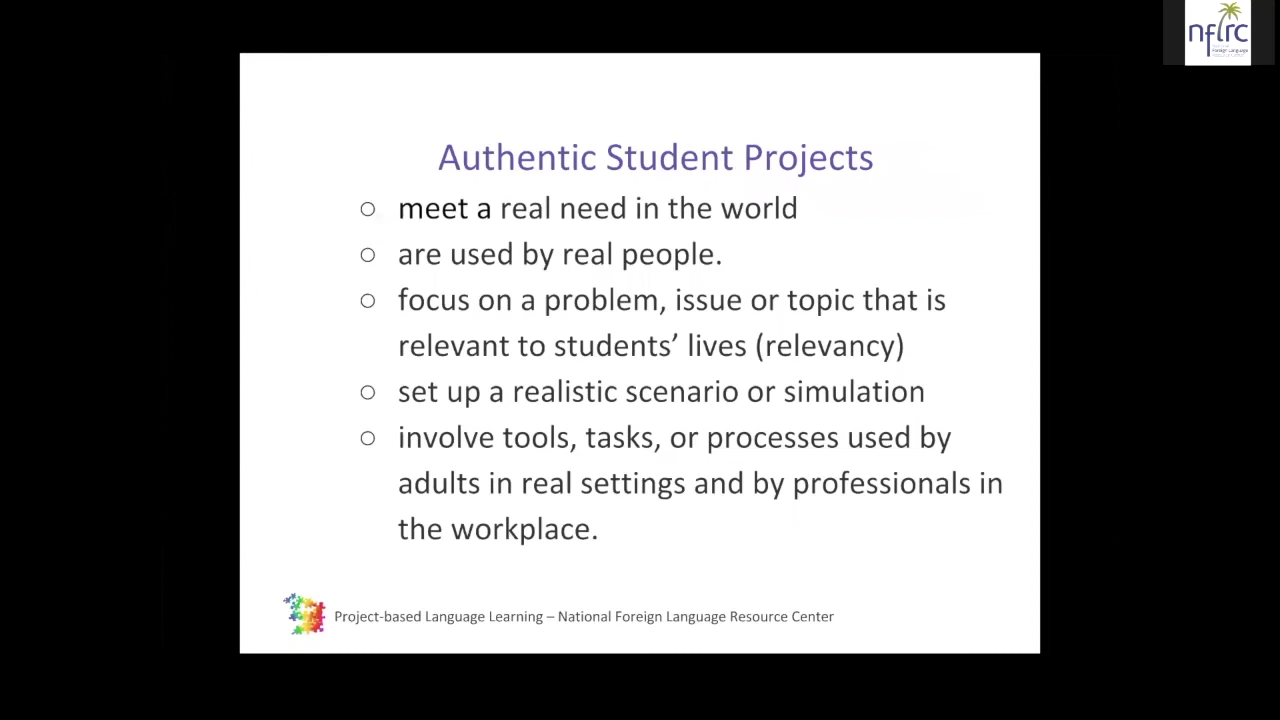 nflrc
Foreign Language
Authentic Student Projects
○ meet a real need in the world
○ are used by real people.
○ focus on a problem, issue or topic that is
relevant to students’ lives (relevancy)
○ set up a realistic scenario or simulation
○ involve tools, tasks, or processes used by
adults in real settings and by professionals in
the workplace.
Project-based Language Learning – National Foreign Language Resource Center